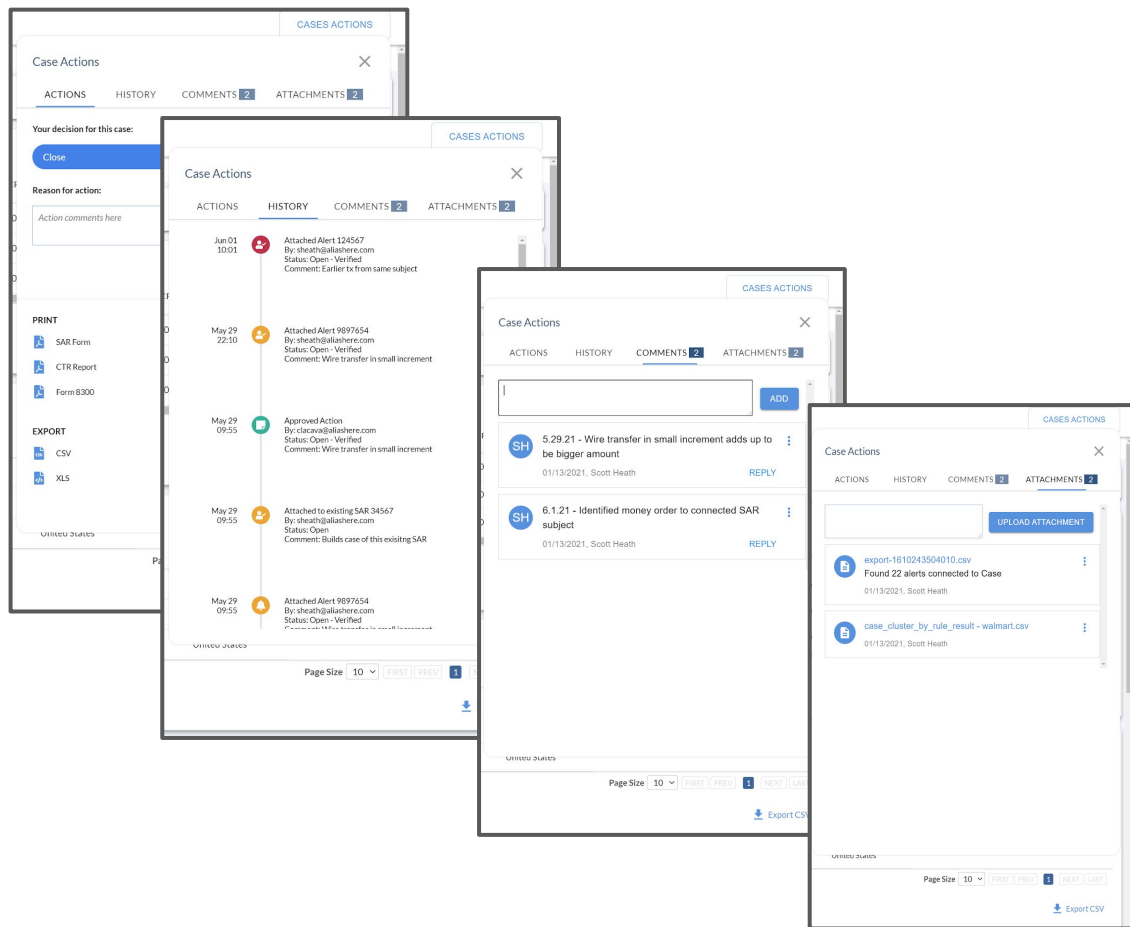 CASES ACTIONS
Case Actions
ACTIONS HISTORY COMMENTS 2 ATTACHMENTS 2
Your decision for this case:
Close
Reason for action:
Action comments here
PRINT
SAR Form
CTR Report
Form 8300
EXPORT
CSV
XLS
United States
CASES ACTIONS
Case Actions
ACTIONS HISTORY COMMENTS 2 ATTACHMENTS 2
Jun 01
10:01
Attached Alert 124567
By: sheath@aliashere.com
Status: Open - Verified
Comment: Earlier tx from same subject
May 29
22:10
Attached Alert 9897654
By: sheath@aliashere.com
Status: Open - Verified
Comment: Wire transfer in small increment
May 29
09:55
Approved Action
By: clacava@aliashere.com
Status: Open - Verified
Comment: Wire transfer in small increment
May 29
09:55
Attached to existing SAR 34567
By: sheath@aliashere.com
Status: Open
Comment: Builds case of this exisitng SAR
May 29
09:55
Attached Alert 9897654
By: sheath@aliashere.com
Status: Open - Verified
Comment: Wire transfer in small increment
United States
Page Size 10 FIRST PREV 1
CASES ACTIONS
Case Actions
ACTIONS HISTORY COMMENTS 2 ATTACHMENTS 2
ADD
SH 5.29.21 - Wire transfer in small increment adds up to
be bigger amount
01/13/2021, Scott Heath REPLY
SH 6.1.21 - Identified money order to connected SAR
subject
01/13/2021, Scott Heath REPLY
United States
Page Size 10 FIRST PREV 1 NEXT LAST
Export CSV
CASES ACTIONS
Case Actions
ACTIONS HISTORY COMMENTS 2 ATTACHMENTS 2
UPLOAD ATTACHMENT
export-1610243504010.csv
Found 22 alerts connected to Case
01/13/2021, Scott Heath
case_cluster_by_rule_result - walmart.csv
01/13/2021, Scott Heath
United States
Page Size 10 FIRST PREV 1 NEXT LAST
Export CSV